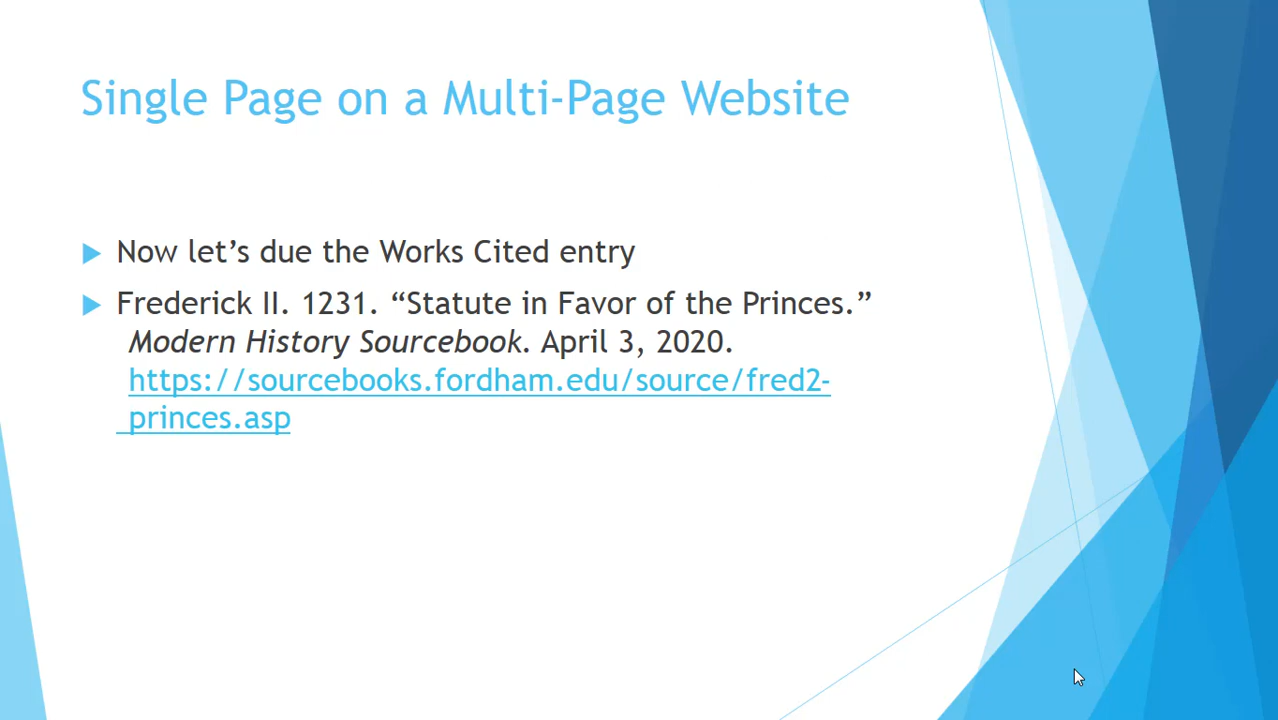 Single Page on a Multi-Page Website
Now let’s due the Works Cited entry
Frederick II. 1231. “Statute in Favor of the Princes.”
Modern History Sourcebook. April 3, 2020.
https://sourcebooks.fordham.edu/source/fred2-
princes.asp